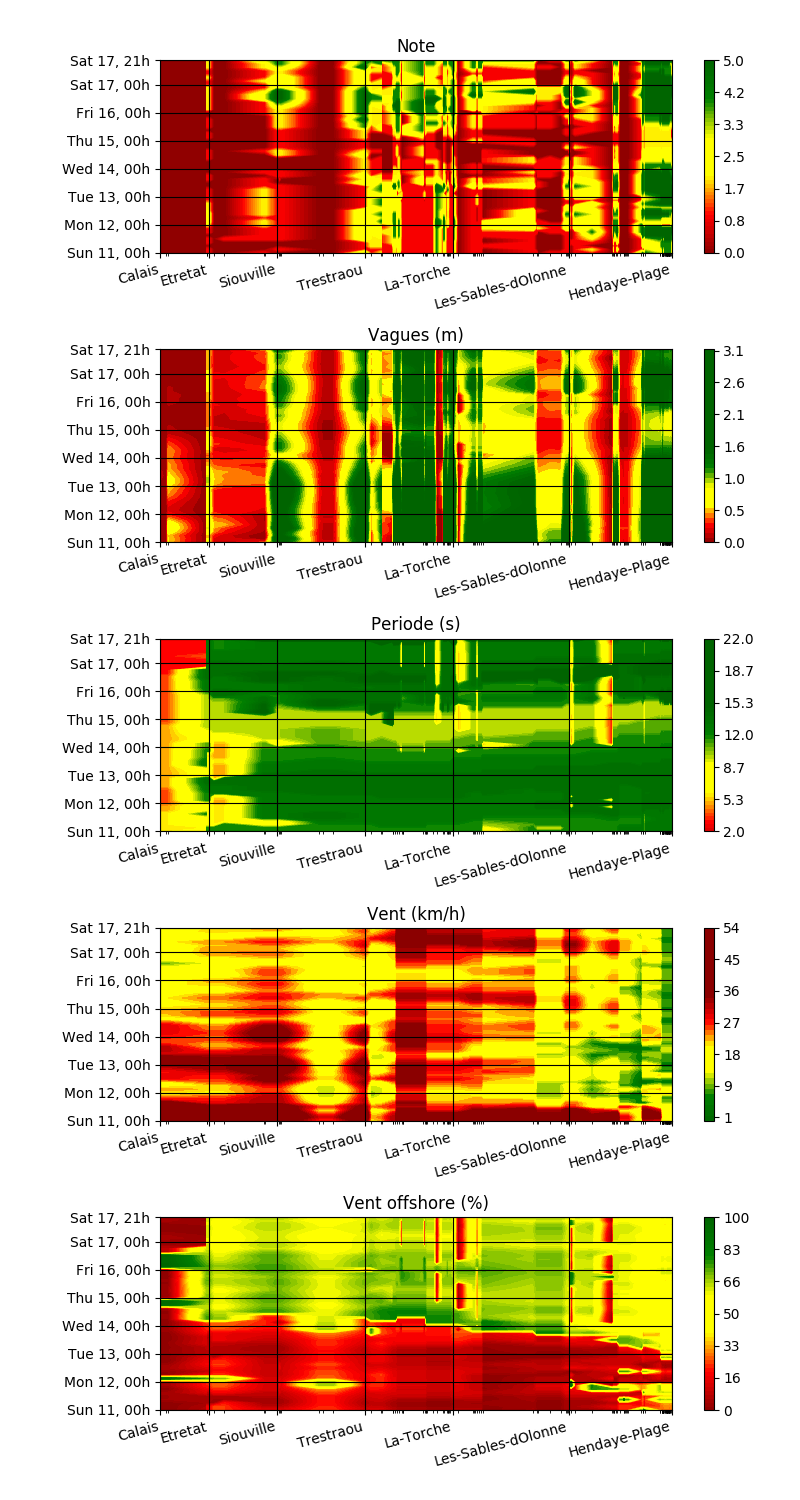 Note
Sat 17, 21h
Sat 17, 00h
Fri 16, 00h
Thu 15, 00h
Wed 14, 00h
Tue 13, 00h
Mon 12, 00h
Sun 11, 00h
5.0
4.2
3.3
2.5
1.7
0.8
0.0
Calais
Etretat
Siouville
Trestraou
La-Torche
Les-Sables-dOlonne
Hendaye-Plage
Vagues (m)
Sat 17, 21h
Sat 17, 00h
Fri 16, 00h
Thu 15, 00h
Wed 14, 00h
Tue 13, 00h
Mon 12, 00h
Sun 11, 00h
3.1
2.6
2.1
1.6
1.0
0.5
0.0
Calais
Etretat
Siouville
Trestraou
La-Torche
Les-Sables-dOlonne
Hendaye-Plage
Periode (s)
Sat 17, 21h
Sat 17, 00h
Fri 16, 00h
Thu 15, 00h
Wed 14, 00h
Tue 13, 00h
Mon 12, 00h
Sun 11, 00h
22.0
18.7
15.3
12.0
8.7
5.3
2.0
Calais
Etretat
Siouville
Trestraou
La-Torche
Les-Sables-dOlonne
Hendaye-Plage
Vent (km/h)
Sat 17, 21h
Sat 17, 00h
Fri 16, 00h
Thu 15, 00h
Wed 14, 00h
Tue 13, 00h
Mon 12, 00h
Sun 11, 00h
54
45
36
27
18
9
1
Calais
Etretat
Siouville
Trestraou
La-Torche
Les-Sables-dOlonne
Hendaye-Plage
Vent offshore (%)
Sat 17, 21h
Sat 17, 00h
Fri 16, 00h
Thu 15, 00h
Wed 14, 00h
Tue 13, 00h
Mon 12, 00h
Sun 11, 00h
100
83
66
50
33
16
0
Calais
Etretat
Siouville
Trestraou
La-Torche
Les-Sables-dOlonne
Hendaye-Plage